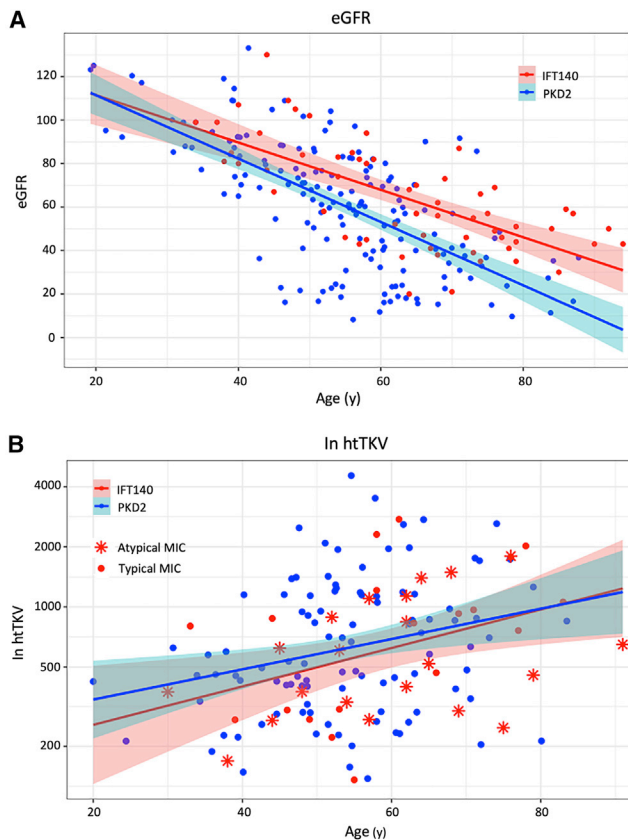 A
eGFR
IFT140
PKD2
eGFR
120
100
80
60
40
20
0
20 40 60 80
Age (y)
B
ln htTKV
IFT140
PKD2
Atypical MIC
Typical MIC
ln htTKV
4000
2000
1000
500
200
20 40 60 80
Age (y)